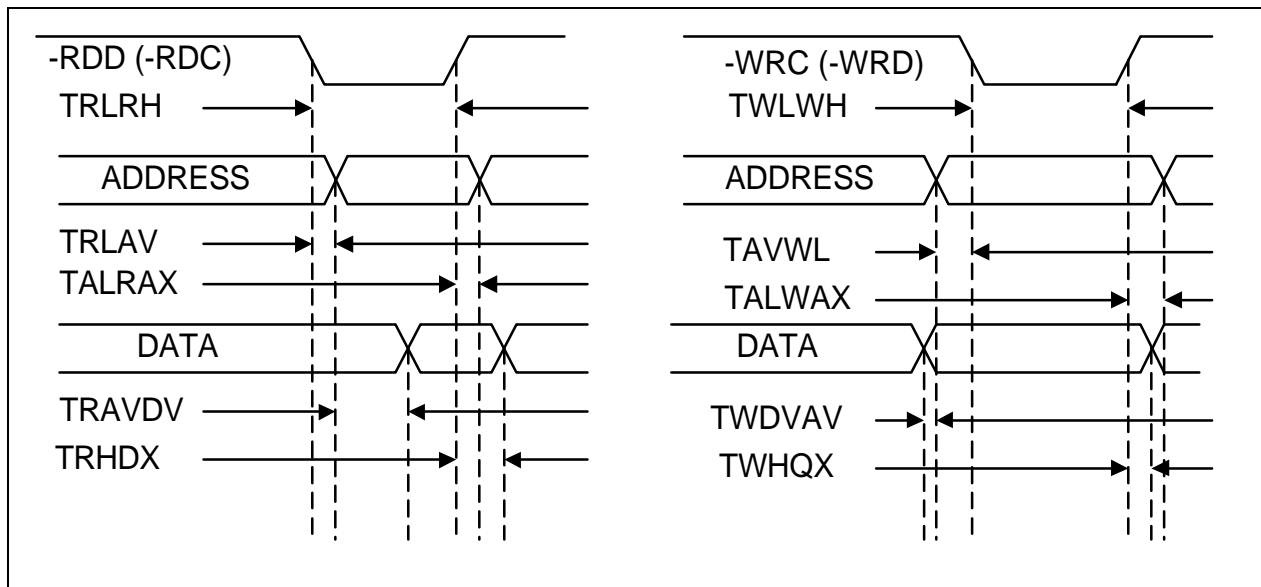 -RDD (-RDC)
TRLRH
ADDRESS
TRLAV
TALRAX
DATA
TRAVDV
TRHDX
-WRC (-WRD)
TWLWH
ADDRESS
TAVWL
TALWAX
DATA
TWDVAV
TWHQX